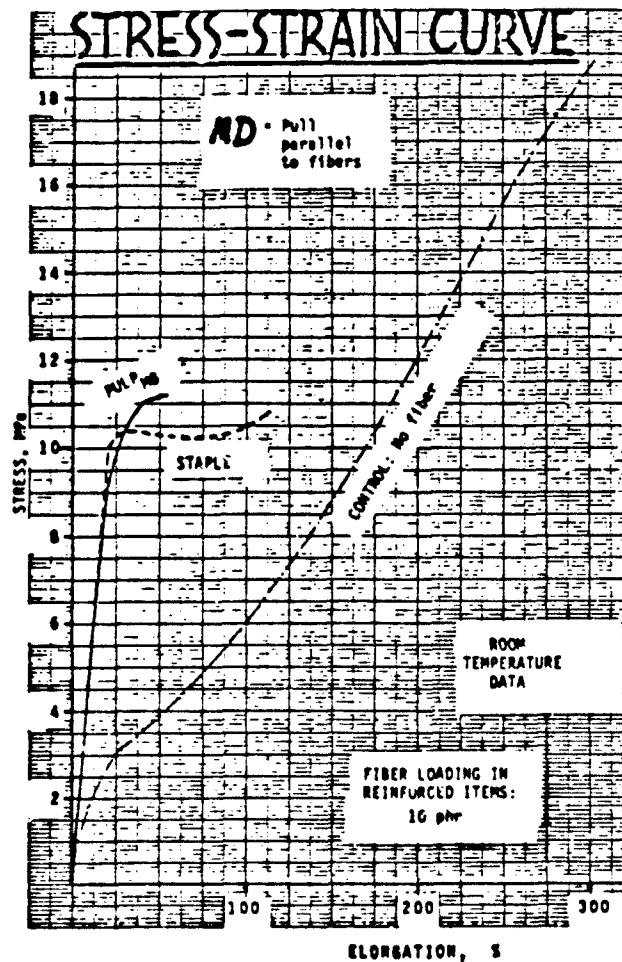 STRESS-STRAIN CURVE
MD = Pull
parallel
to fibers
18
16
14
12
10
8
6
4
2
STRESS, MPa
PULP MB
STAPLE
CONTROL: No fiber
ROOM
TEMPERATURE
DATA
FIBER LOADING IN
REINFORCED ITEMS:
10 phr
100
200
300
ELONGATION, %